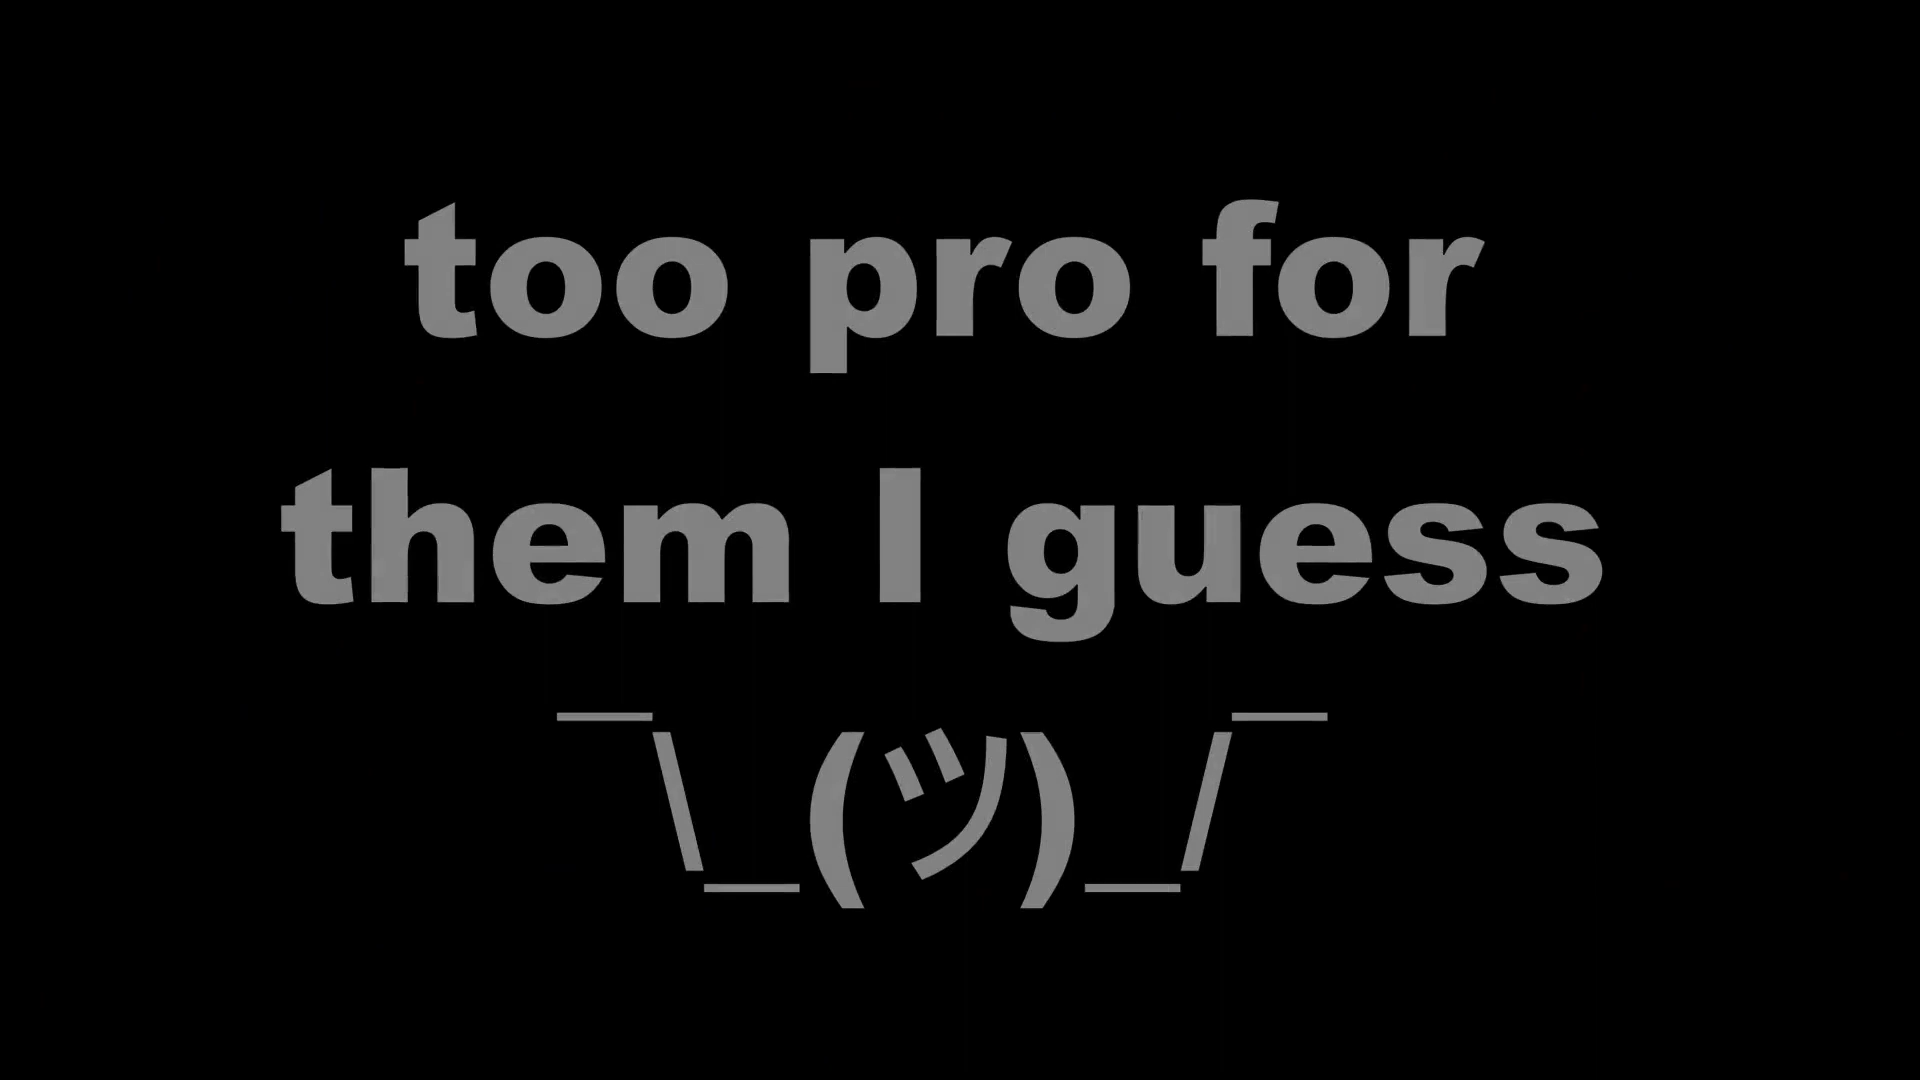 too pro for
them I guess
¯\_(ツ)_/¯